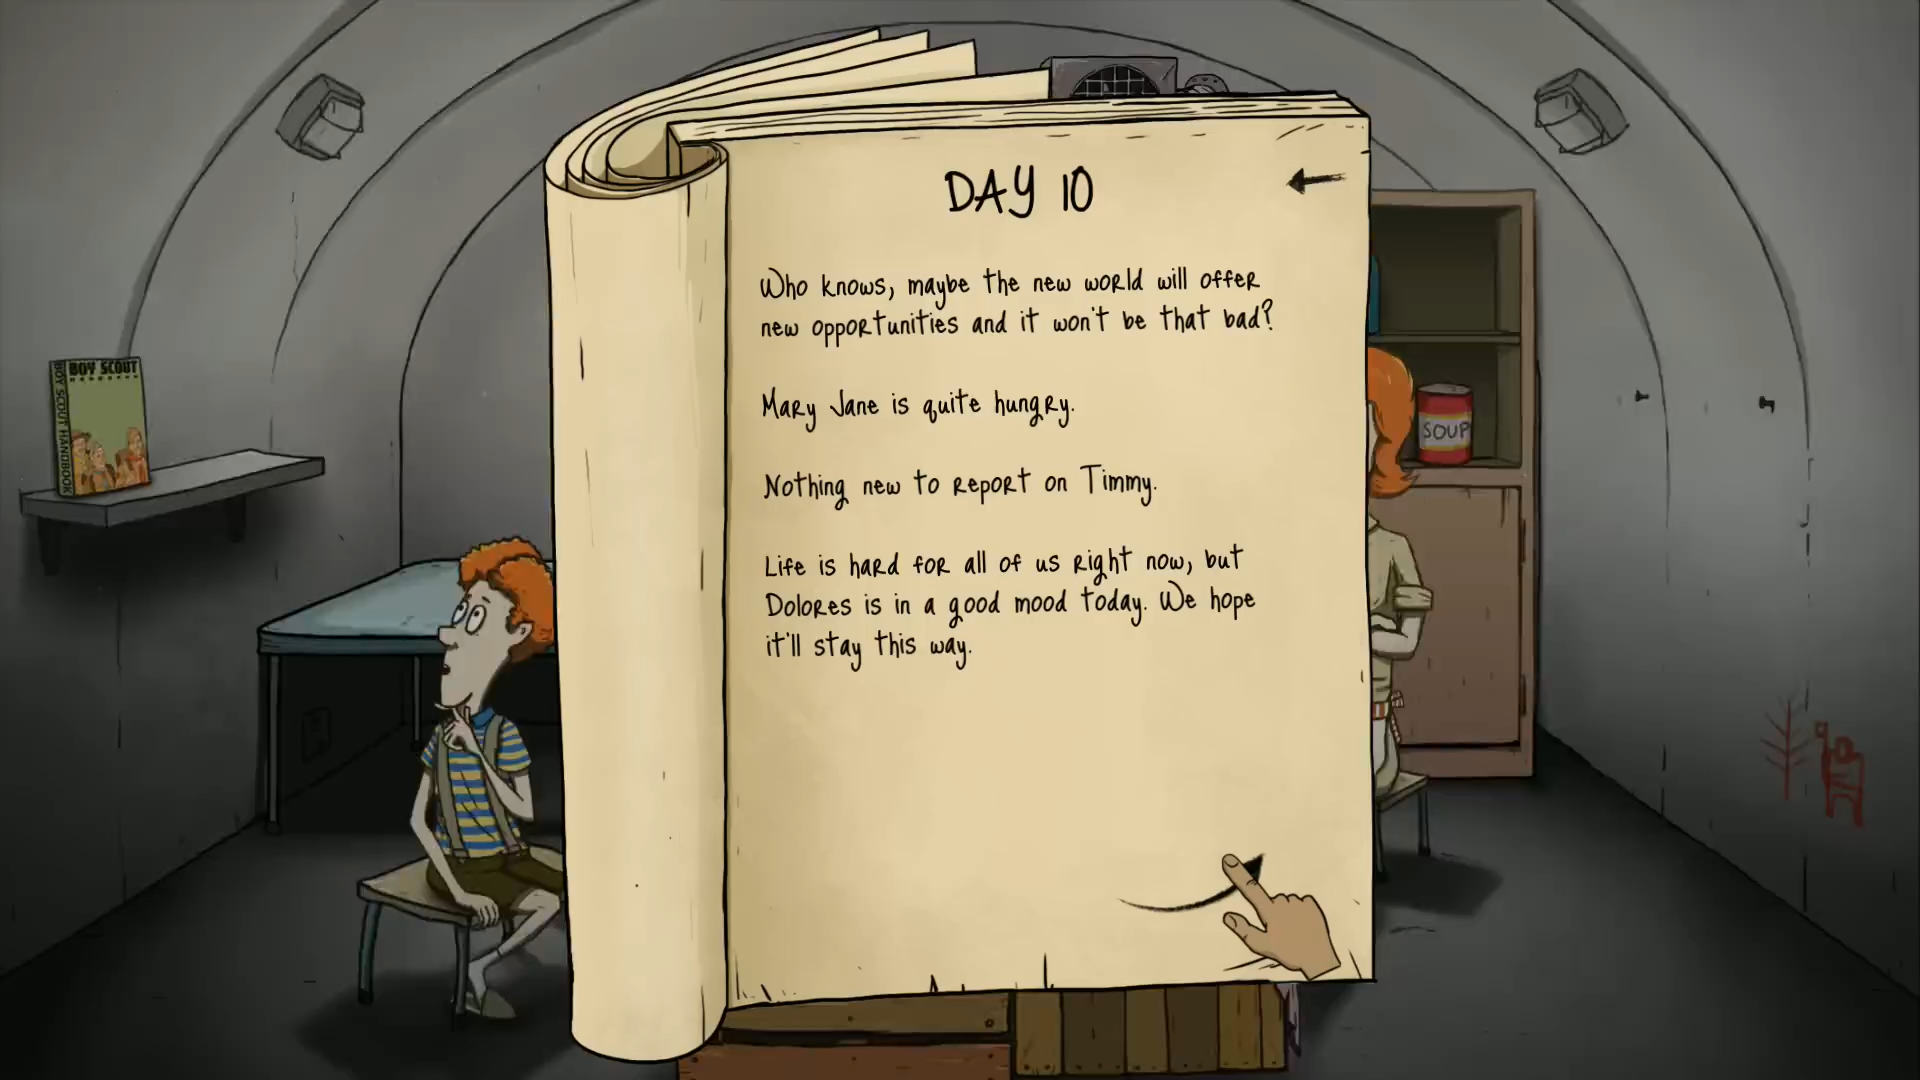 DAY 10
Who knows, maybe the new world will offer
new opportunities and it won't be that bad?
Mary Jane is quite hungry.
Nothing new to report on Timmy.
Life is hard for all of us right now, but
Dolores is in a good mood today. We hope
it'll stay this way.
BOY SCOUT
BOY SCOUT HANDBOOK
SOUP